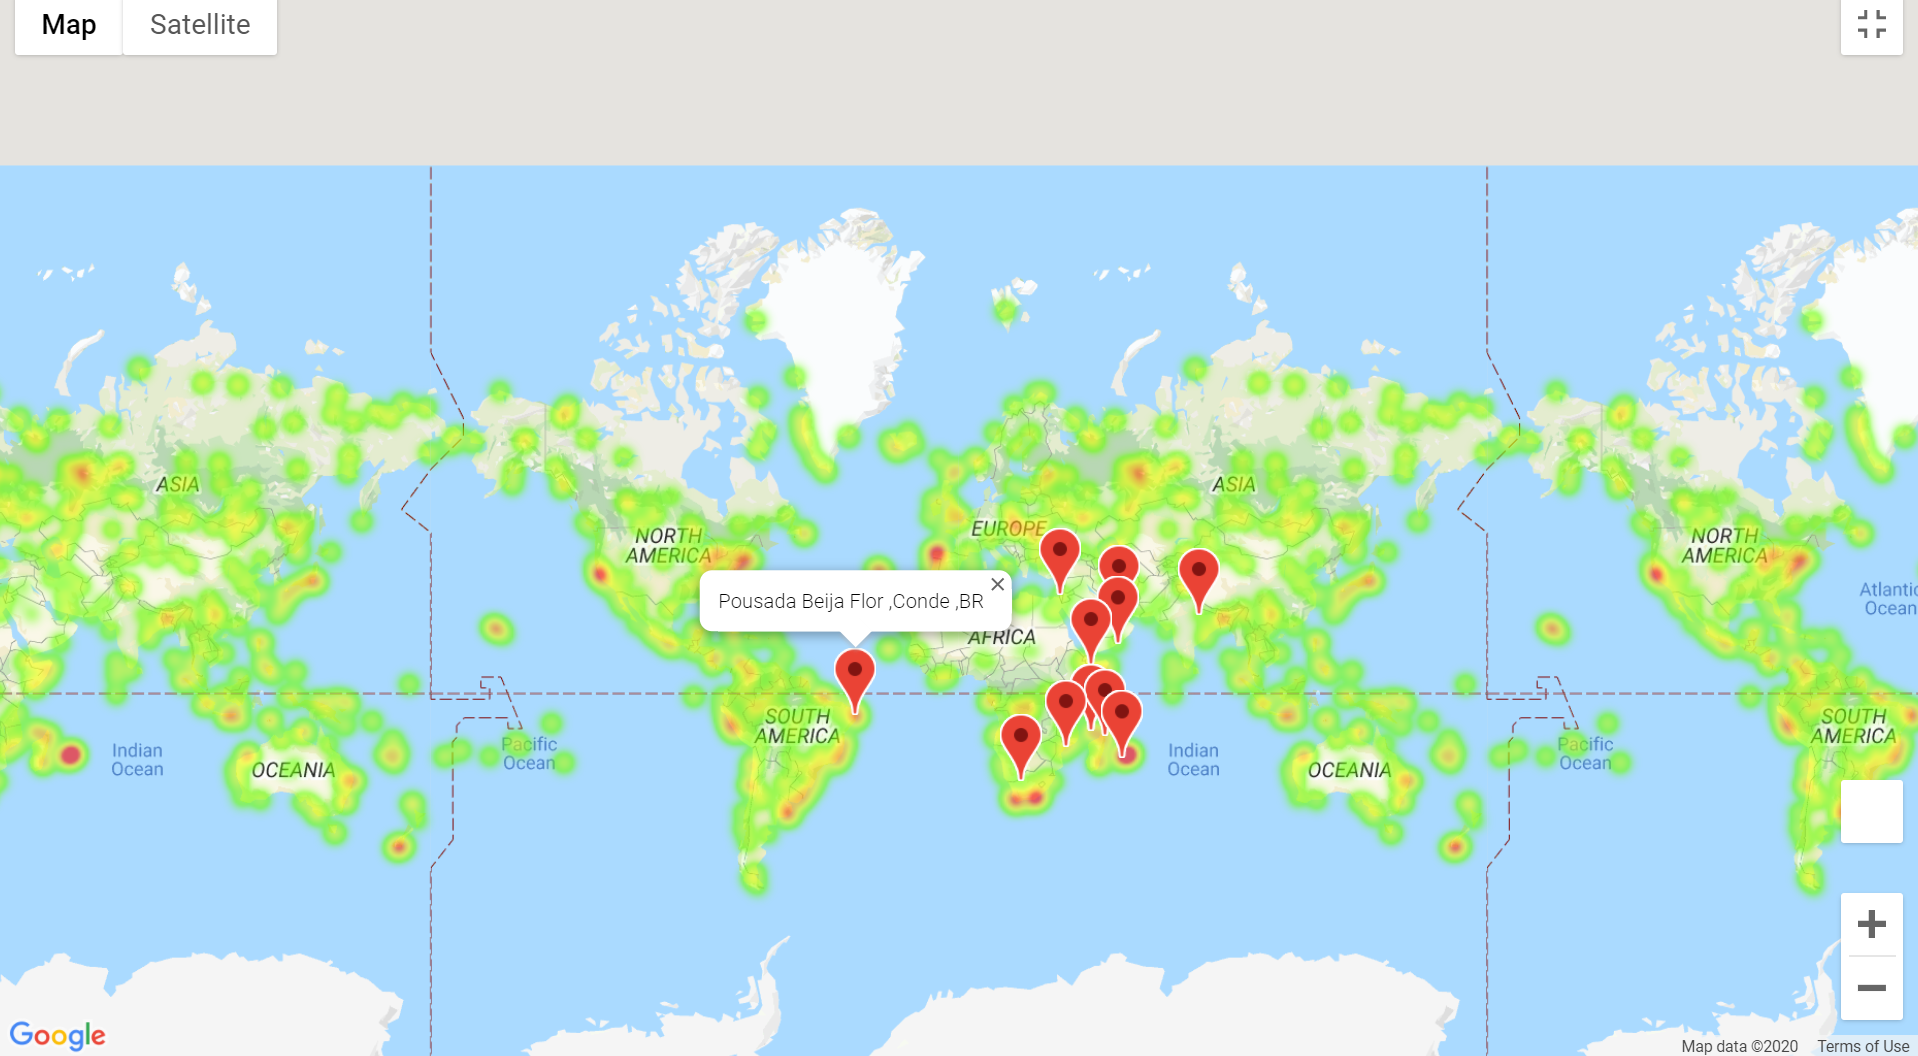 Map
Satellite
ASIA
NORTH
AMERICA
EUROPE
ASIA
NORTH
AMERICA
Pousada Beija Flor ,Conde ,BR
Atlantic
Ocean
AFRICA
SOUTH
AMERICA
SOUTH
AMERICA
Indian
Ocean
OCEANIA
Pacific
Ocean
Indian
Ocean
OCEANIA
Pacific
Ocean
Google
Map data ©2020
Terms of Use